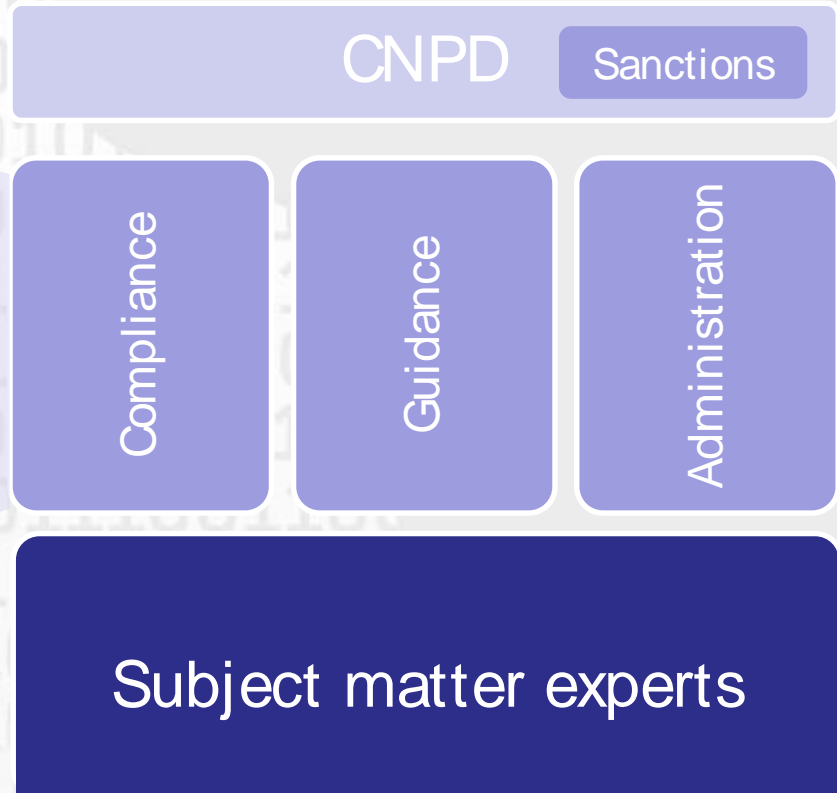 CNPD
Sanctions
Compliance
Guidance
Administration
Subject matter experts